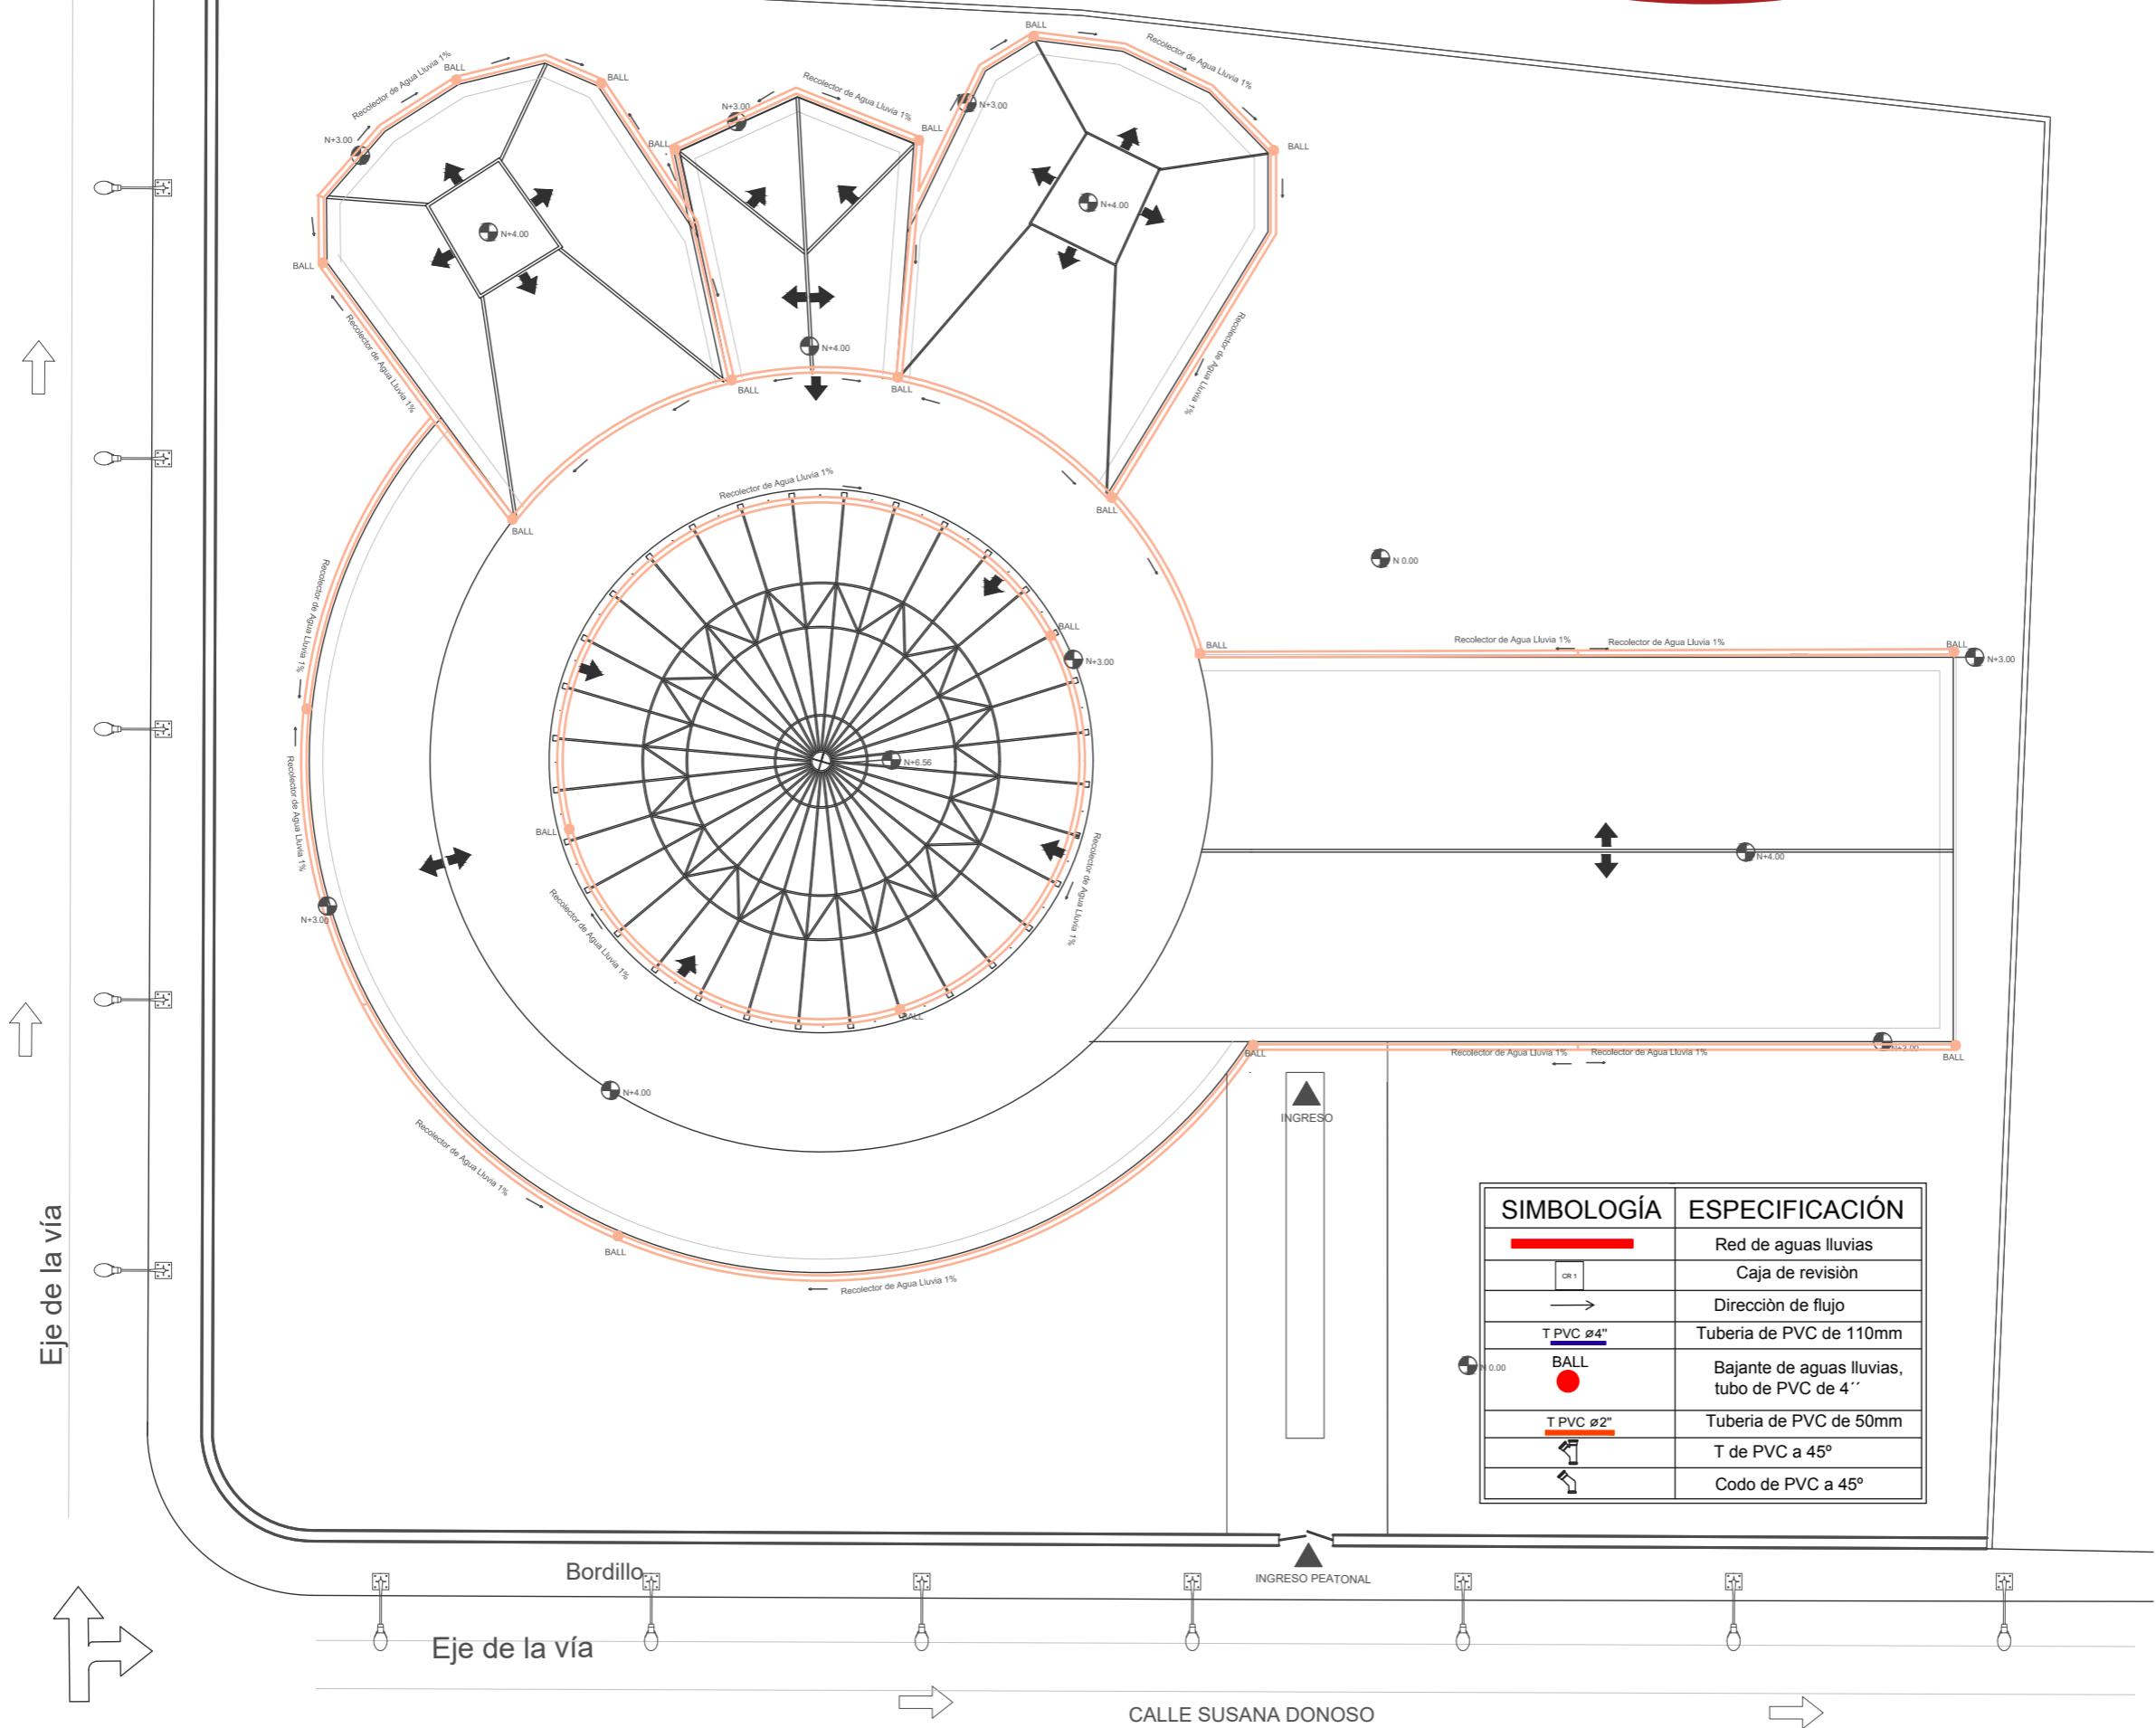 BALL
Recolector de Agua Lluvia 1%
BALL
Recolector de Agua Lluvia 1%
BALL
BALL
Recolector de Agua Lluvia 1%
N+3.00
N+3.00
N+3.00
BALL
BALL
BALL
N+4.00
N+4.00
BALL
Recolector de Agua Lluvia 1%
Recolector de Agua Lluvia 1%
N+4.00
BALL
BALL
Recolector de Agua Lluvia 1%
BALL
BALL
N 0.00
Recolector de Agua Lluvia 1%
BALL
N+3.00
BALL
Recolector de Agua Lluvia 1%
Recolector de Agua Lluvia 1%
BALL
N+3.00
N+6.56
Recolector de Agua Lluvia 1%
BALL
Recolector de Agua Lluvia 1%
N+4.00
N+3.00
Recolector de Agua Lluvia 1%
BALL
BALL
Recolector de Agua Lluvia 1%
Recolector de Agua Lluvia 1%
N+3.00
BALL
N+4.00
INGRESO
Recolector de Agua Lluvia 1%
BALL
Recolector de Agua Lluvia 1%
Eje de la vía
SIMBOLOGÍA ESPECIFICACIÓN
Red de aguas lluvias
CR 1 Caja de revisiòn
Direcciòn de flujo
T PVC ø4" Tuberia de PVC de 110mm
BALL Bajante de aguas lluvias,
tubo de PVC de 4´´
N 0.00
T PVC ø2" Tuberia de PVC de 50mm
T de PVC a 45º
Codo de PVC a 45º
Bordillo
INGRESO PEATONAL
Eje de la vía
CALLE SUSANA DONOSO